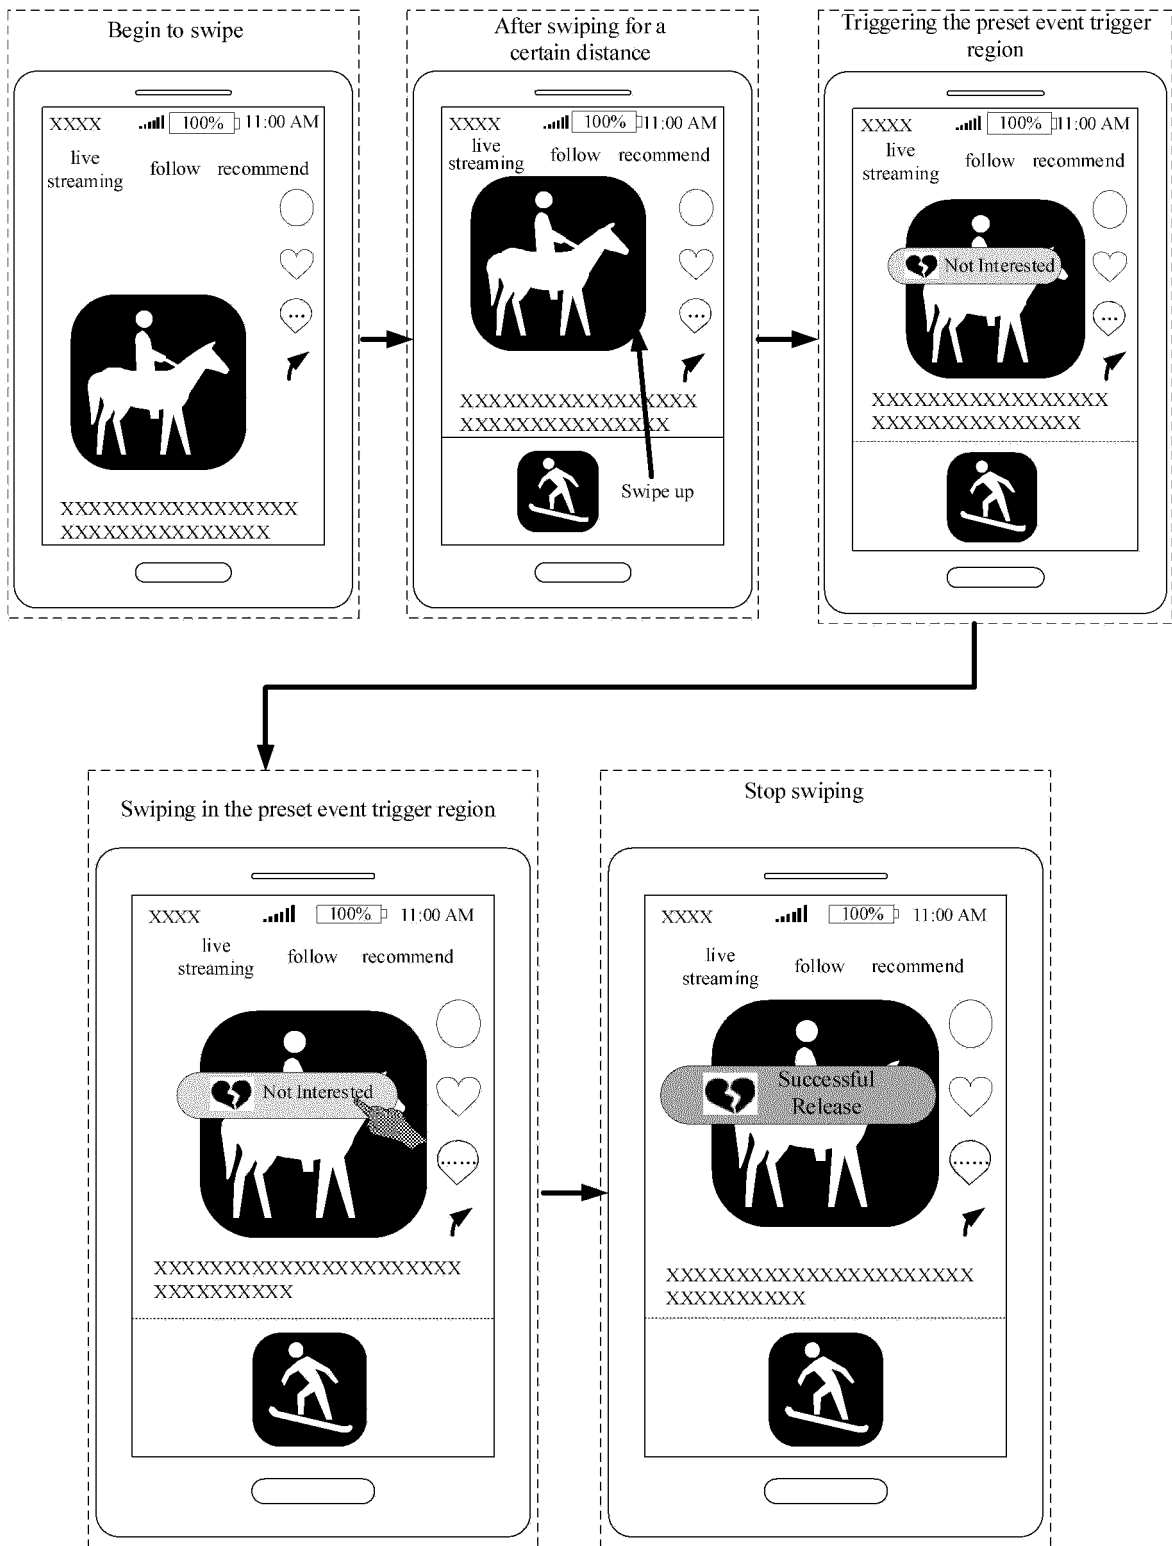 Begin to swipe
XXXX 100% 11:00 AM
live
streaming
follow recommend
...
XXXXXXXXXXXXXXXXX
XXXXXXXXXXXXXXX
After swiping for a
certain distance
XXXX 100% 11:00 AM
live
streaming
follow recommend
...
XXXXXXXXXXXXXXXXX
XXXXXXXXXXXXXXX
Swipe up
Triggering the preset event trigger
region
XXXX 100% 11:00 AM
live
streaming
follow recommend
Not Interested
...
XXXXXXXXXXXXXXXXX
XXXXXXXXXXXXXXX
Swiping in the preset event trigger region
XXXX 100% 11:00 AM
live
streaming
follow recommend
Not Interested
......
XXXXXXXXXXXXXXXXXXXXXX
XXXXXXXXXX
Stop swiping
XXXX 100% 11:00 AM
live
streaming
follow recommend
Successful
Release
......
XXXXXXXXXXXXXXXXXXXXXX
XXXXXXXXXX